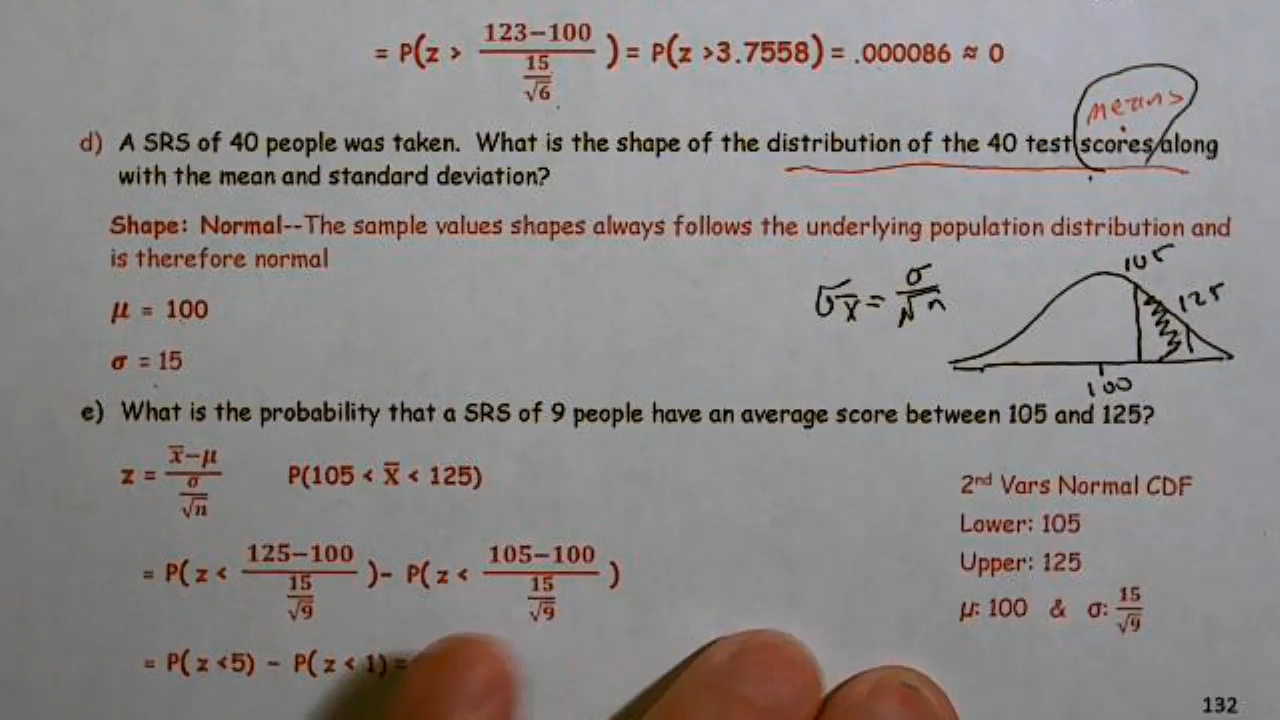 = P(z > (123−100)/(15/√6)) = P(z >3.7558) = .000086 ≈ 0
means
d) A SRS of 40 people was taken. What is the shape of the distribution of the 40 test scores along
with the mean and standard deviation?
Shape: Normal--The sample values shapes always follows the underlying population distribution and
is therefore normal
σx̅ = σ/√n
105
125
100
μ = 100
σ = 15
e) What is the probability that a SRS of 9 people have an average score between 105 and 125?
z = (x̅−μ)/(σ/√n) P(105 < x̅ < 125)
= P( z < (125−100)/(15/√9) )− P( z < (105−100)/(15/√9) )
= P( z <5) - P( z < 1) =
2nd Vars Normal CDF
Lower: 105
Upper: 125
μ: 100 & σ: 15/√9
132